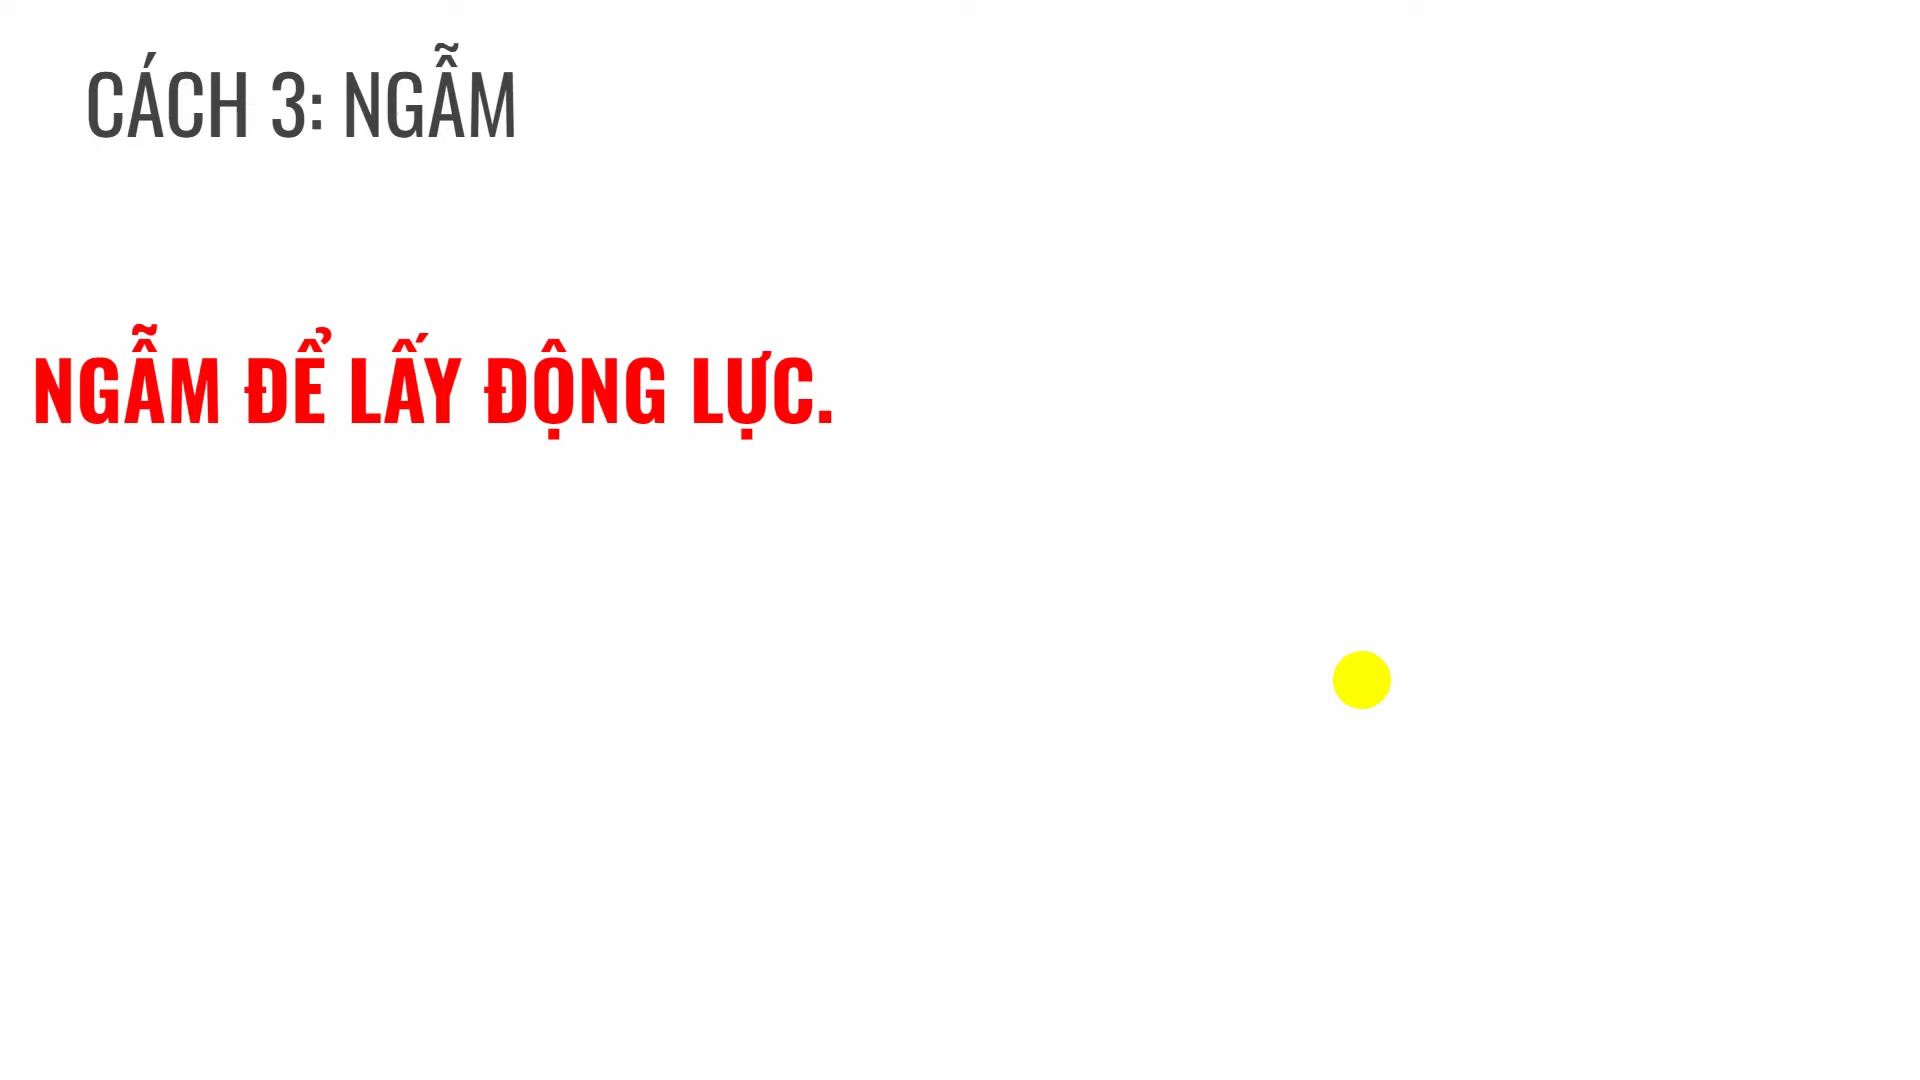 CÁCH 3: NGẪM
NGẪM ĐỂ LẤY ĐỘNG LỰC.